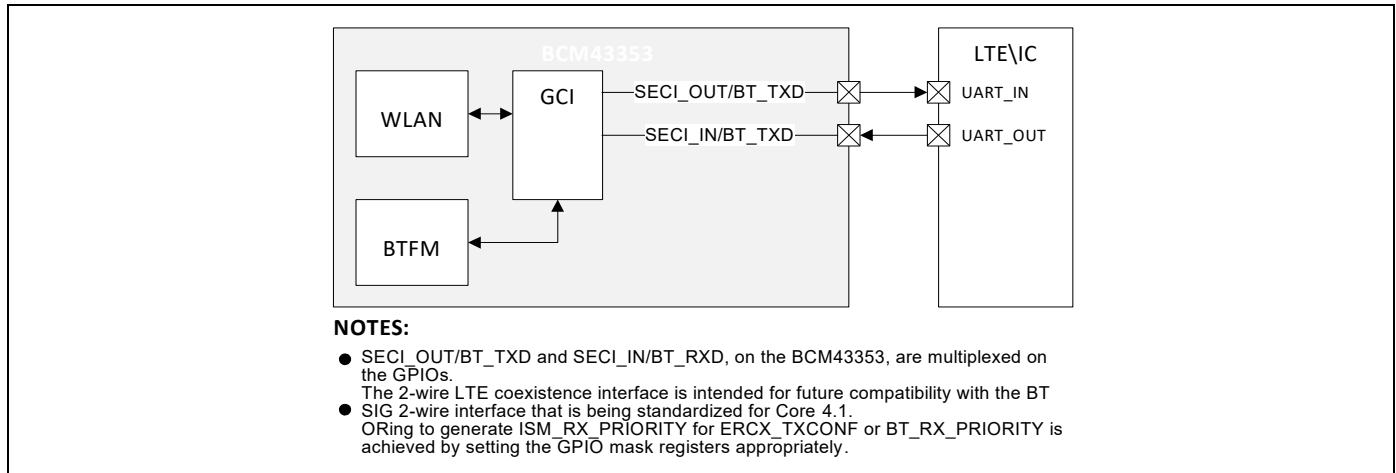 BCM43353
LTE\IC
WLAN
GCI
SECI_OUT/BT_TXD
UART_IN
SECI_IN/BT_TXD
UART_OUT
BTFM
NOTES:
● SECI_OUT/BT_TXD and SECI_IN/BT_RXD, on the BCM43353, are multiplexed on
the GPIOs.
The 2-wire LTE coexistence interface is intended for future compatibility with the BT
● SIG 2-wire interface that is being standardized for Core 4.1.
ORing to generate ISM_RX_PRIORITY for ERCX_TXCONF or BT_RX_PRIORITY is
achieved by setting the GPIO mask registers appropriately.